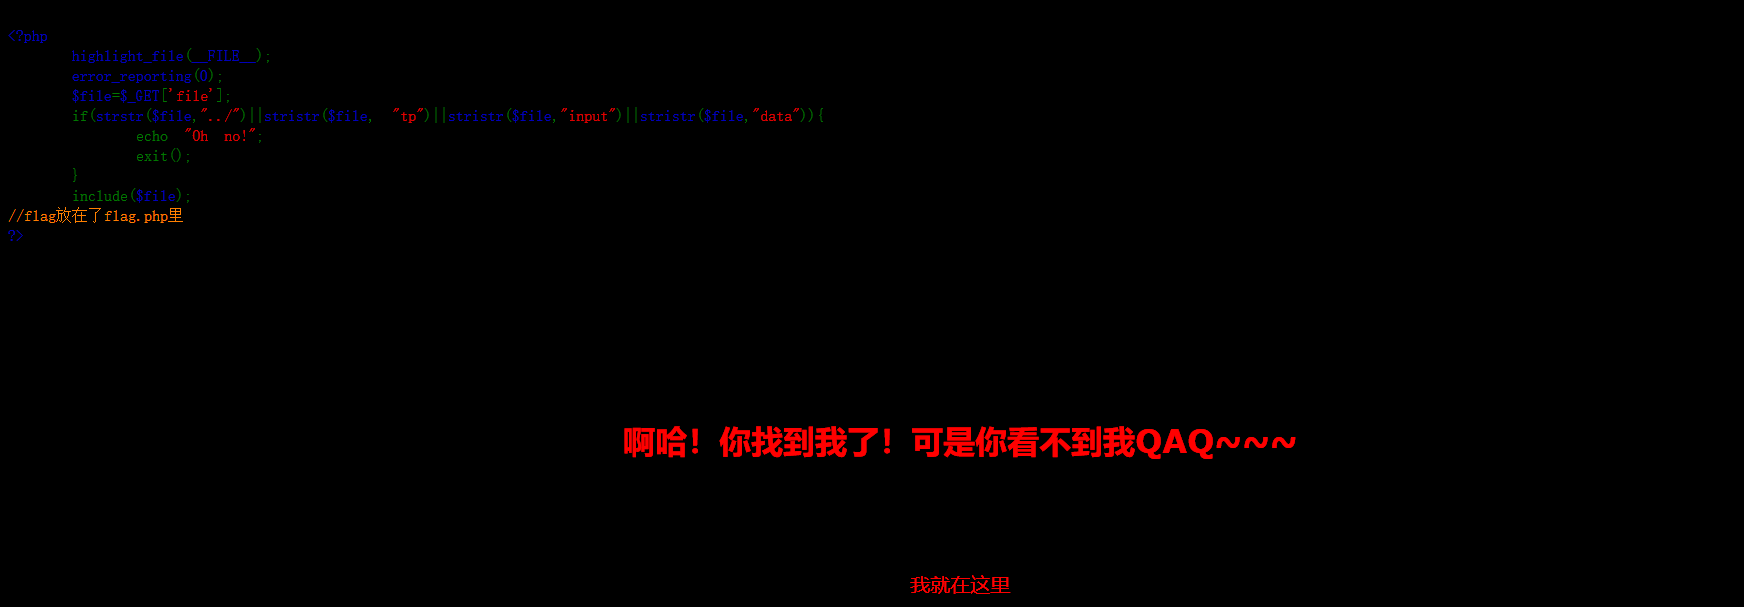 <?php
highlight_file(__FILE__);
error_reporting(0);
$file=$_GET['file'];
if(strstr($file,"../")||stristr($file, "tp")||stristr($file,"input")||stristr($file,"data")){
echo "Oh no!";
exit();
}
include($file);
//flag放在了flag.php里
?>
啊哈！你找到我了！可是你看不到我QAQ~~~
我就在这里